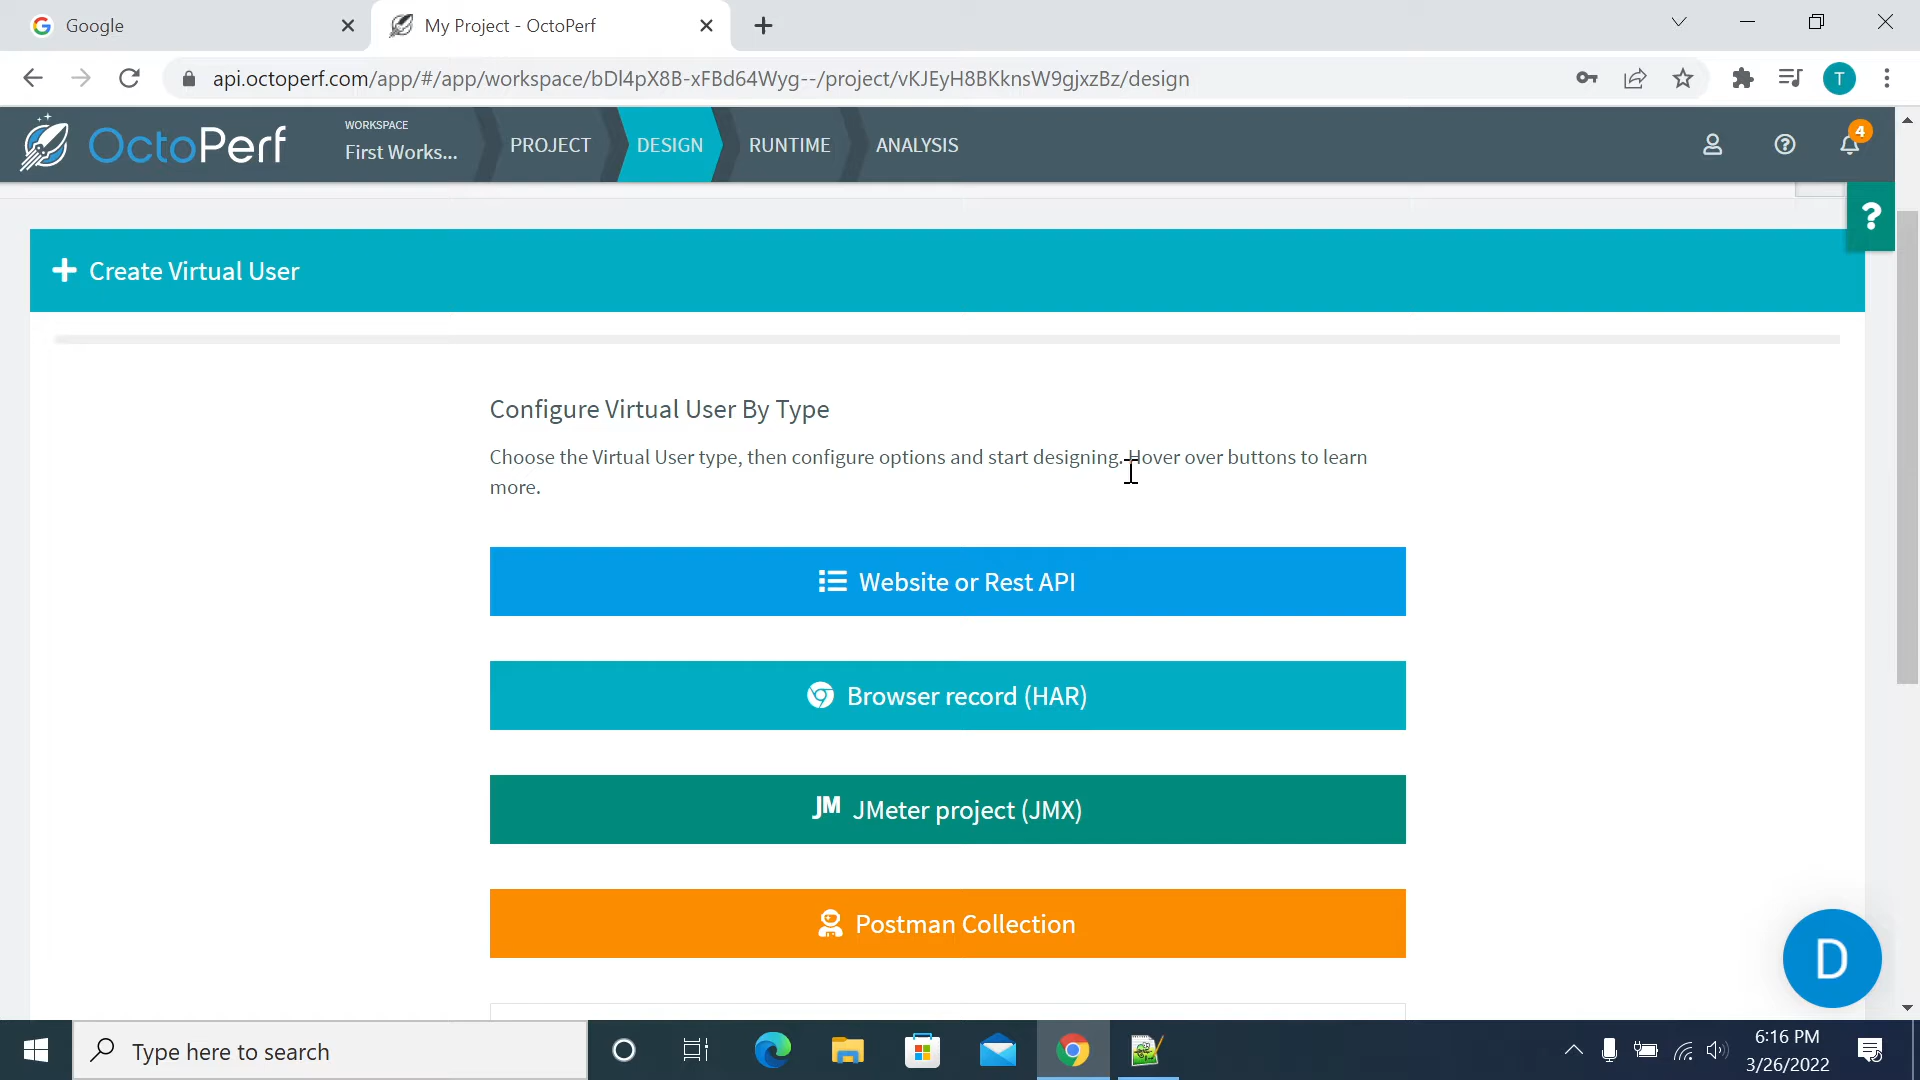 Google
My Project - OctoPerf
api.octoperf.com/app/#/app/workspace/bDl4pX8B-xFBd64Wyg--/project/vKJEyH8BKknsW9gjxzBz/design
T
OctoPerf
WORKSPACE
First Works...
PROJECT
DESIGN
RUNTIME
ANALYSIS
4
?
Create Virtual User
Configure Virtual User By Type
Choose the Virtual User type, then configure options and start designing. Hover over buttons to learn
more.
Website or Rest API
Browser record (HAR)
JM JMeter project (JMX)
Postman Collection
D
Type here to search
6:16 PM
3/26/2022